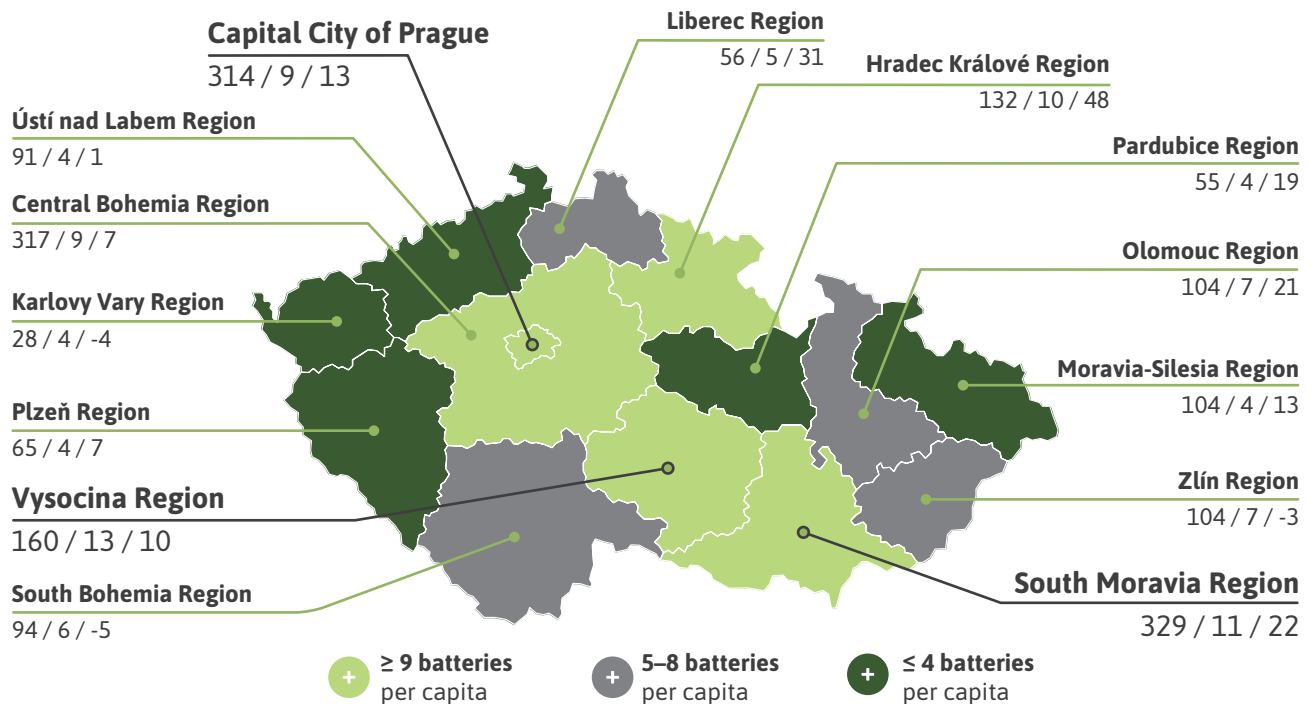 Capital City of Prague
314 / 9 / 13
Liberec Region
56 / 5 / 31
Hradec Králové Region
132 / 10 / 48
Ústí nad Labem Region
91 / 4 / 1
Pardubice Region
55 / 4 / 19
Central Bohemia Region
317 / 9 / 7
Olomouc Region
104 / 7 / 21
Karlovy Vary Region
28 / 4 / -4
Moravia-Silesia Region
104 / 4 / 13
Plzeň Region
65 / 4 / 7
Zlín Region
104 / 7 / -3
Vysocina Region
160 / 13 / 10
South Moravia Region
329 / 11 / 22
South Bohemia Region
94 / 6 / -5
≥ 9 batteries
per capita
5–8 batteries
per capita
≤ 4 batteries
per capita